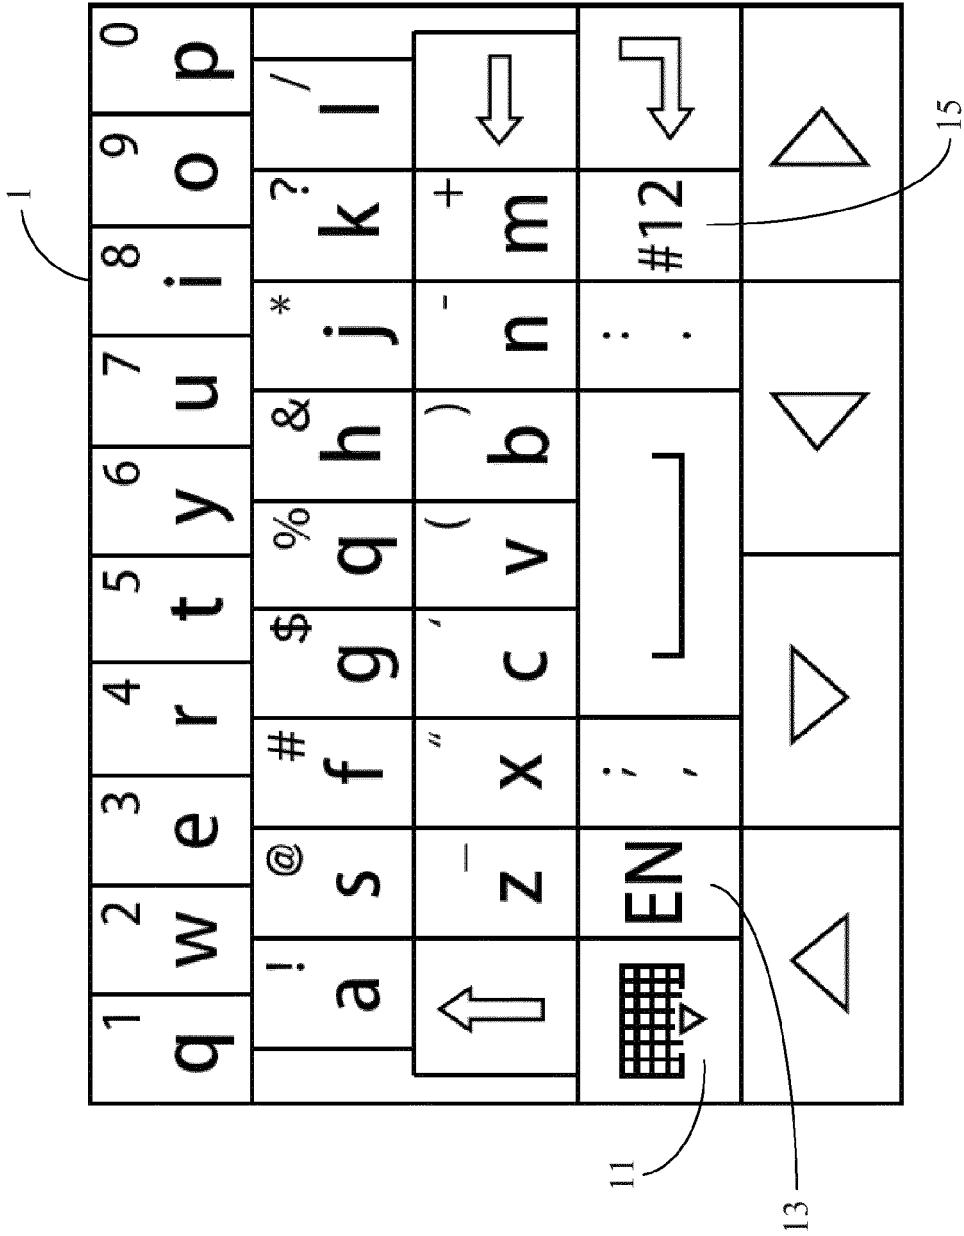 1
1 2 3 4 5 6 7 8 9 0
q w e r t y u i o p
! @ # $ % & * ? /
a s f g q h j k l
_ " ' ( ) - +
z x c v b n m
EN ; , : . #12
11
13
15